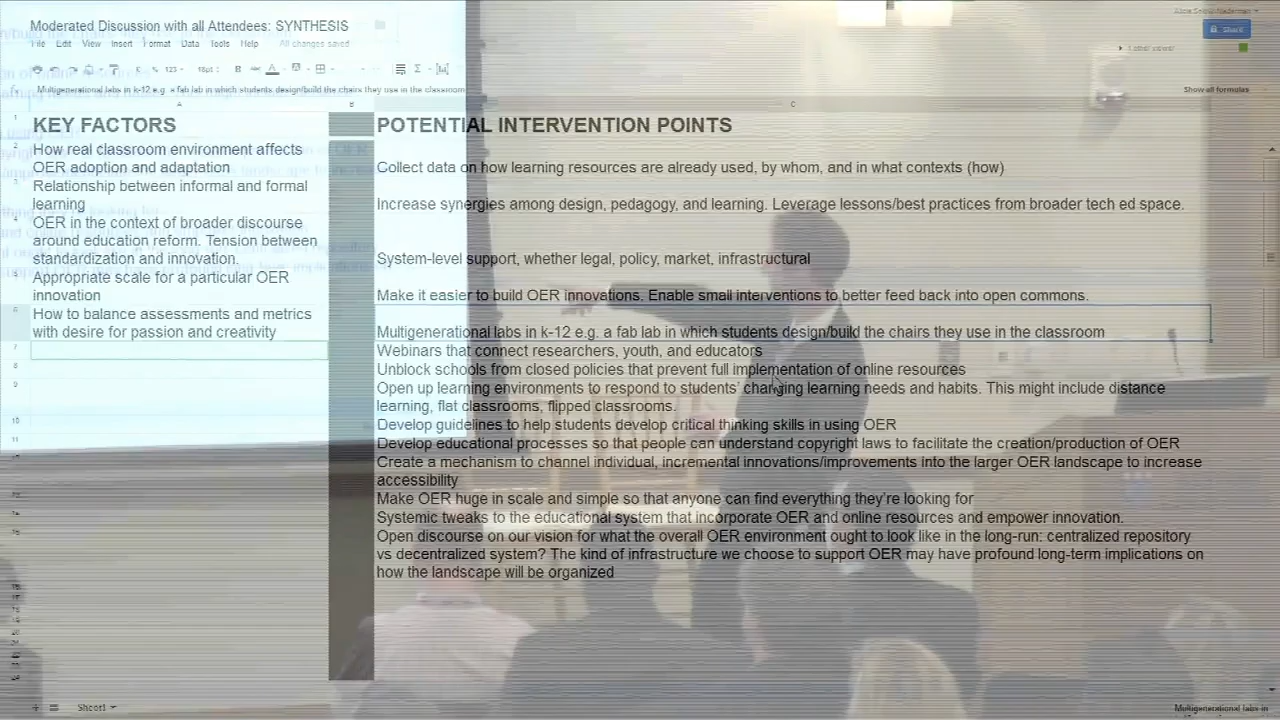 Moderated Discussion with all Attendees: SYNTHESIS
File Edit View Insert Format Data Tools Help All changes saved
Share
Multigenerational labs in k-12 e.g. a fab lab in which students design/build the chairs they use in the classroom
Show all formulas
KEY FACTORS
POTENTIAL INTERVENTION POINTS
How real classroom environment affects
OER adoption and adaptation
Collect data on how learning resources are already used, by whom, and in what contexts (how)
Relationship between informal and formal
learning
Increase synergies among design, pedagogy, and learning. Leverage lessons/best practices from broader tech ed space.
OER in the context of broader discourse
around education reform. Tension between
standardization and innovation.
System-level support, whether legal, policy, market, infrastructural
Appropriate scale for a particular OER
innovation
Make it easier to build OER innovations. Enable small interventions to better feed back into open commons.
How to balance assessments and metrics
with desire for passion and creativity
Multigenerational labs in k-12 e.g. a fab lab in which students design/build the chairs they use in the classroom
Webinars that connect researchers, youth, and educators
Unblock schools from closed policies that prevent full implementation of online resources
Open up learning environments to respond to students' changing learning needs and habits. This might include distance
learning, flat classrooms, flipped classrooms.
Develop guidelines to help students develop critical thinking skills in using OER
Develop educational processes so that people can understand copyright laws to facilitate the creation/production of OER
Create a mechanism to channel individual, incremental innovations/improvements into the larger OER landscape to increase
accessibility
Make OER huge in scale and simple so that anyone can find everything they're looking for
Systemic tweaks to the educational system that incorporate OER and online resources and empower innovation.
Open discourse on our vision for what the overall OER environment ought to look like in the long-run: centralized repository
vs decentralized system? The kind of infrastructure we choose to support OER may have profound long-term implications on
how the landscape will be organized
Sheet1
Multigenerational labs in